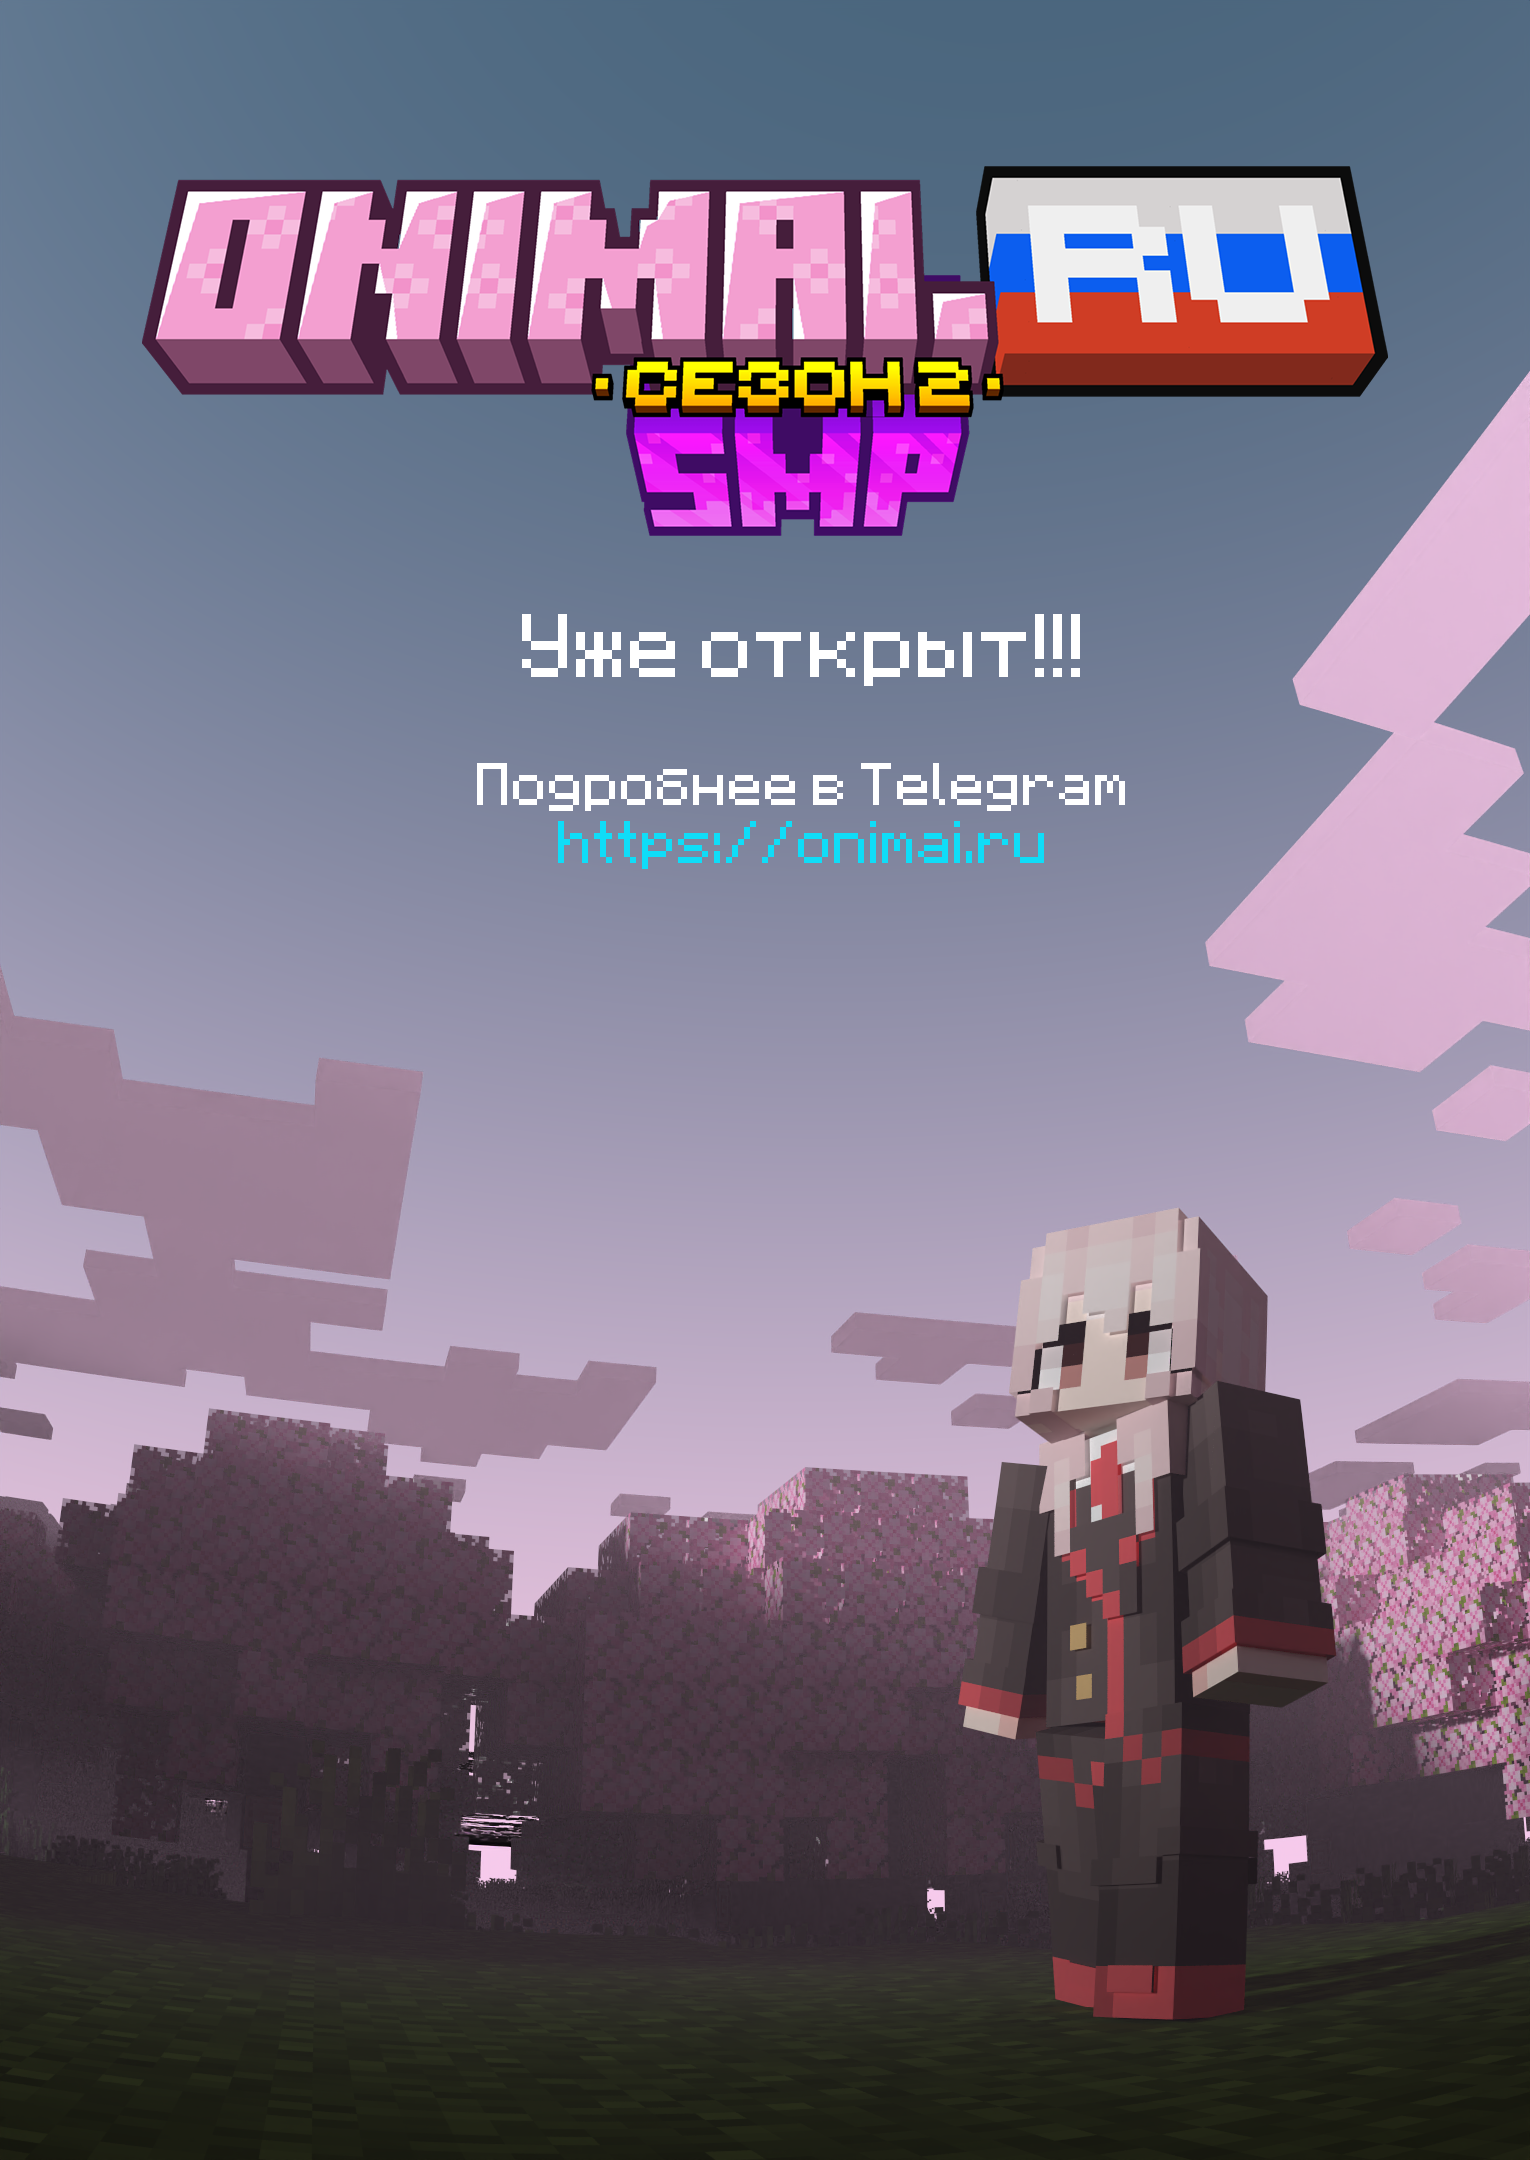 ONIMAI.RU
·СЕЗОН 2·
SMP
Уже открыт!!!
Подробнее в Telegram
https://onimai.ru